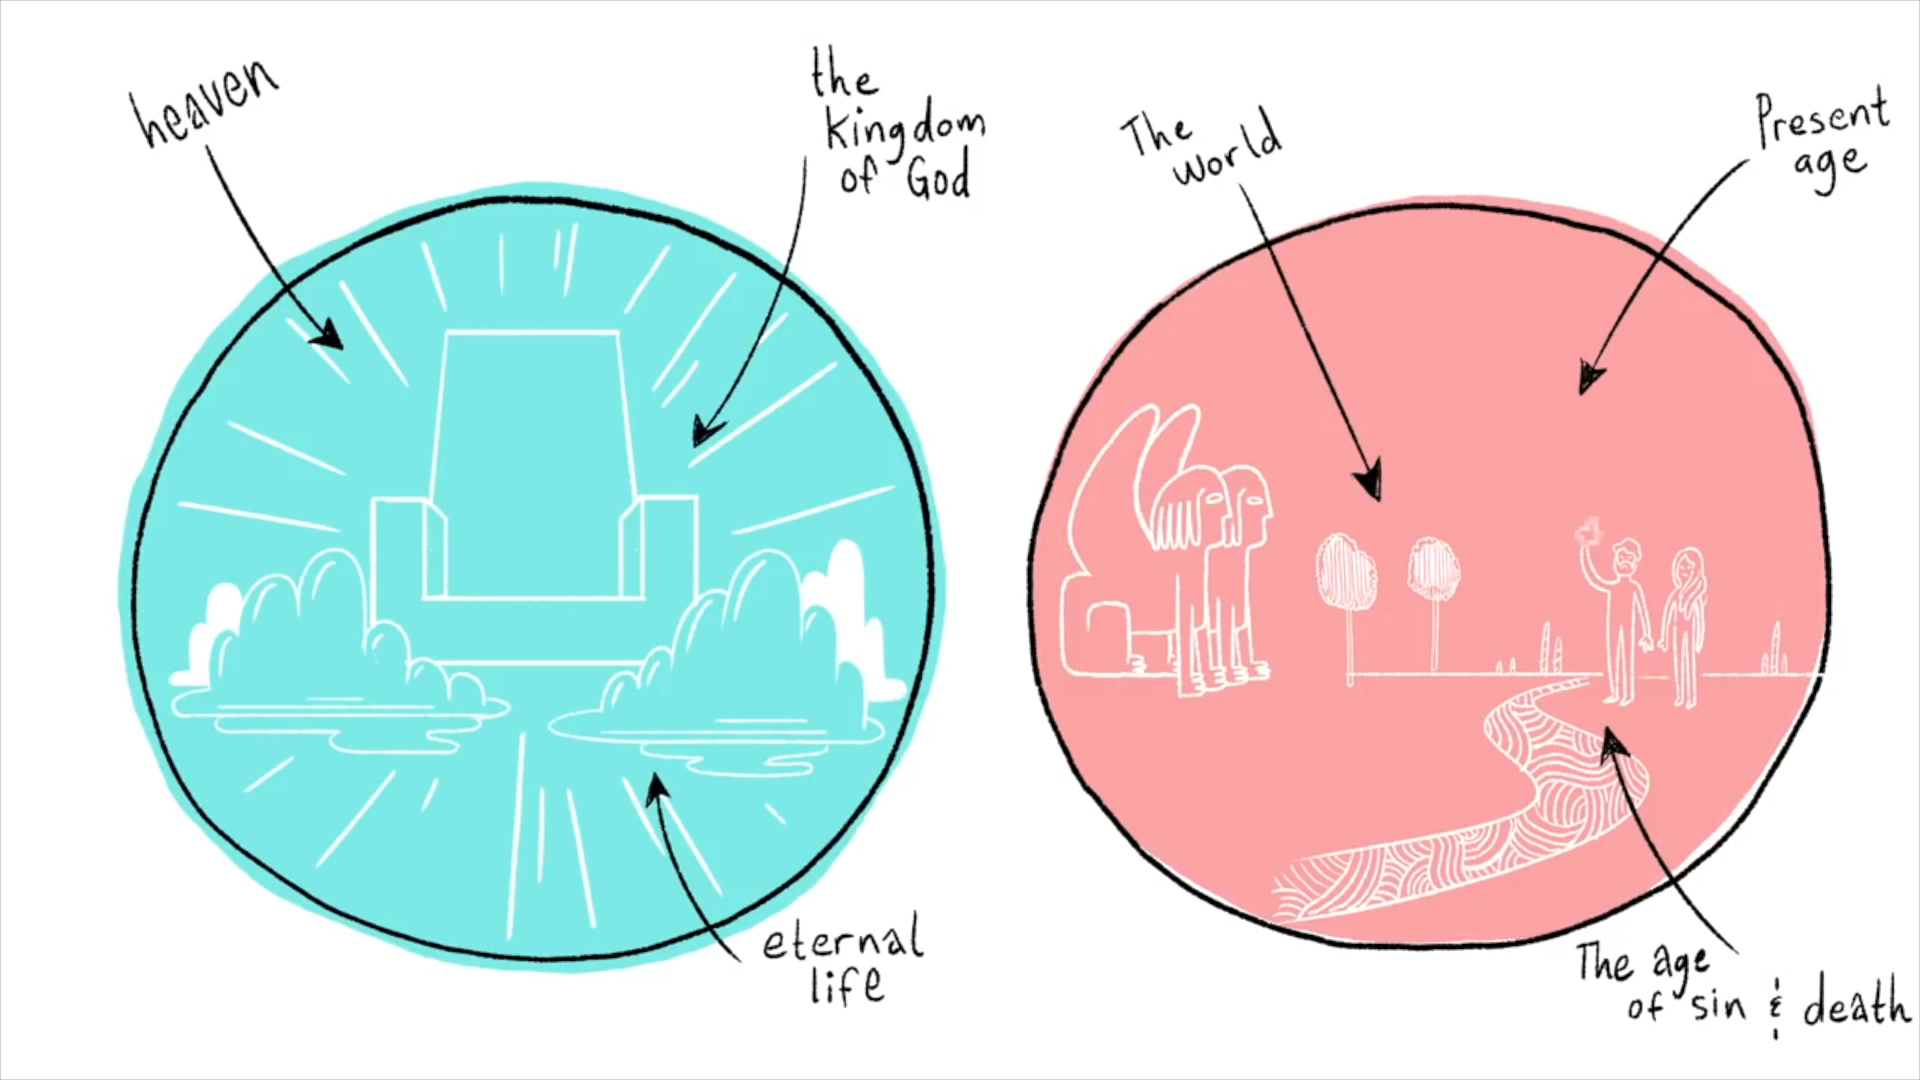 heaven
the
kingdom
of God
The
world
Present
age
eternal
life
The age
of sin & death